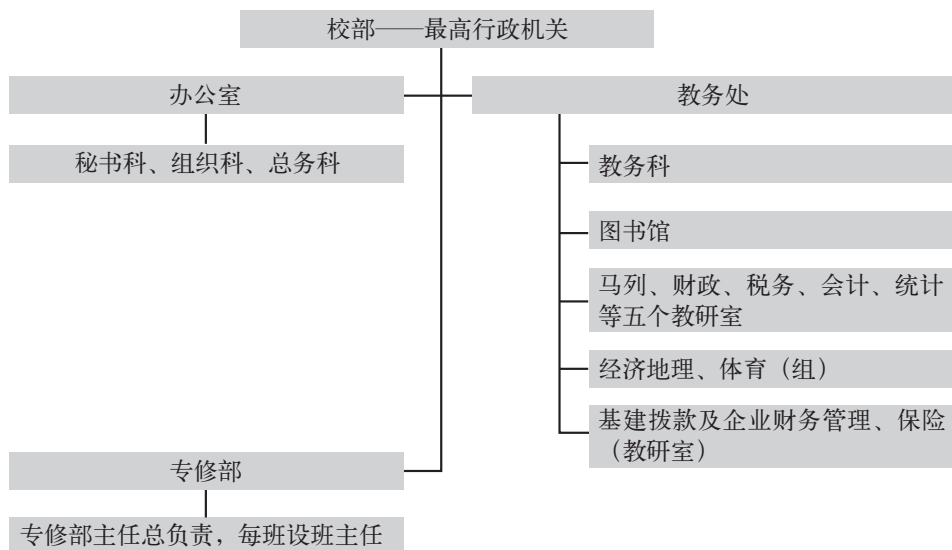 校部——最高行政机关
办公室
教务处
秘书科、组织科、总务科
教务科
图书馆
马列、财政、税务、会计、统计
等五个教研室
经济地理、体育（组）
基建拨款及企业财务管理、保险
（教研室）
专修部
专修部主任总负责，每班设班主任